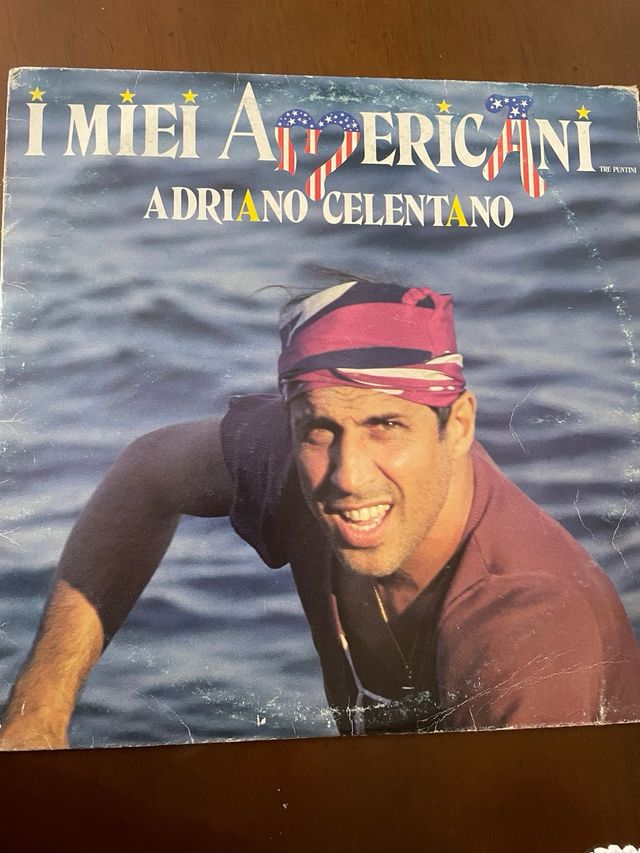 i MiEi AMERiCANi
TRE PUNTINI
ADRIANO CELENTANO